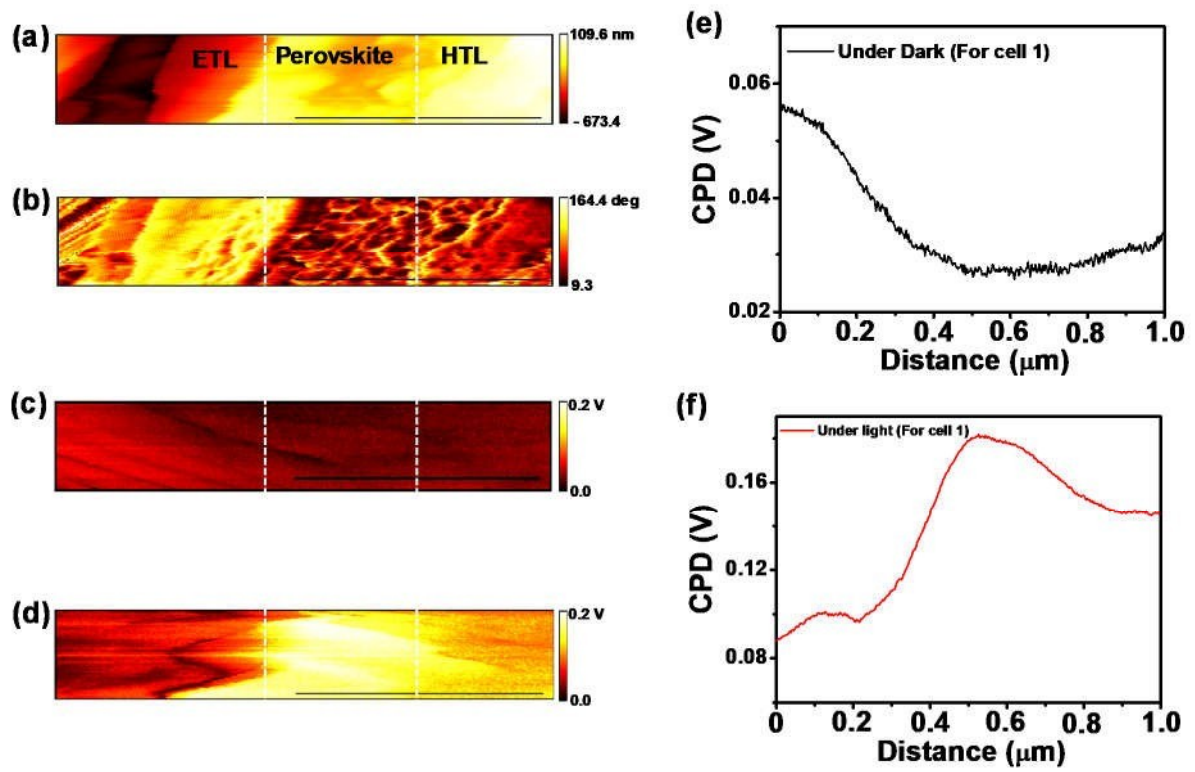 (a)
ETL
Perovskite
HTL
109.6 nm
- 673.4
(b)
164.4 deg
9.3
(c)
0.2 V
0.0
(d)
0.2 V
0.0
(e)
Under Dark (For cell 1)
CPD (V)
0.06
0.04
0.02
0
0.2
0.4
0.6
0.8
1.0
Distance (µm)
(f)
Under light (For cell 1)
CPD (V)
0.16
0.12
0.08
0
0.2
0.4
0.6
0.8
1.0
Distance (µm)